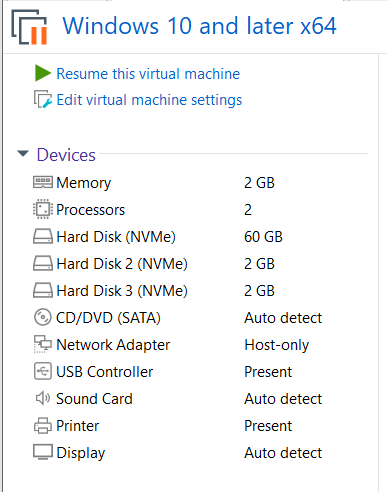 Windows 10 and later x64
Resume this virtual machine
Edit virtual machine settings
Devices
Memory 2 GB
Processors 2
Hard Disk (NVMe) 60 GB
Hard Disk 2 (NVMe) 2 GB
Hard Disk 3 (NVMe) 2 GB
CD/DVD (SATA) Auto detect
Network Adapter Host-only
USB Controller Present
Sound Card Auto detect
Printer Present
Display Auto detect